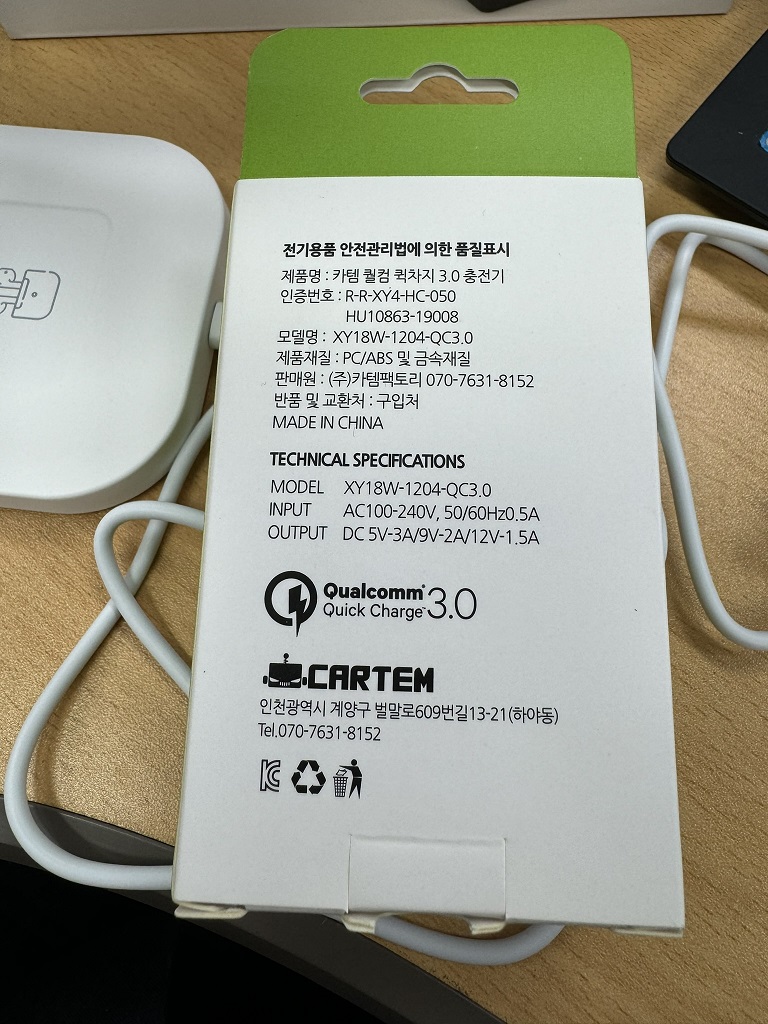 전기용품 안전관리법에 의한 품질표시
제품명 : 카템 퀄컴 퀵차지 3.0 충전기
인증번호 : R-R-XY4-HC-050
HU10863-19008
모델명 : XY18W-1204-QC3.0
제품재질 : PC/ABS 및 금속재질
판매원 : (주)카템팩토리 070-7631-8152
반품 및 교환처 : 구입처
MADE IN CHINA
TECHNICAL SPECIFICATIONS
MODEL XY18W-1204-QC3.0
INPUT AC100-240V, 50/60Hz0.5A
OUTPUT DC 5V-3A/9V-2A/12V-1.5A
Qualcomm®
Quick Charge™ 3.0
CARTEM
인천광역시 계양구 벌말로609번길13-21(하야동)
Tel.070-7631-8152